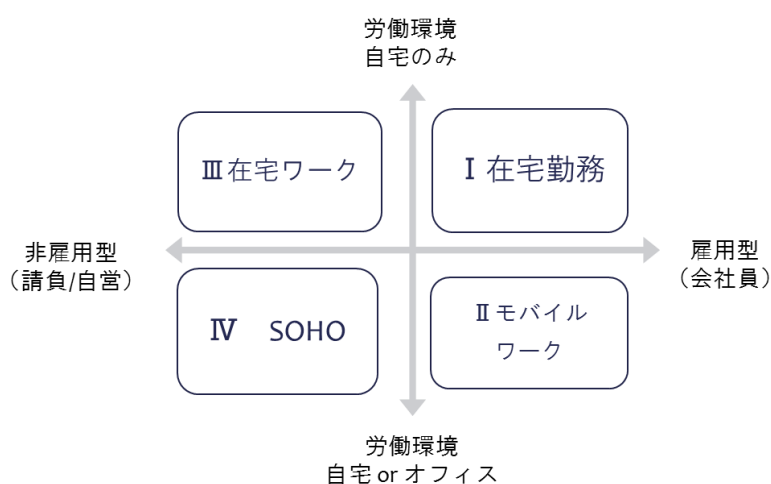 労働環境
自宅のみ
Ⅲ在宅ワーク
Ⅰ 在宅勤務
非雇用型
（請負/自営）
雇用型
（会社員）
Ⅳ　SOHO
Ⅱモバイル
ワーク
労働環境
自宅 or オフィス